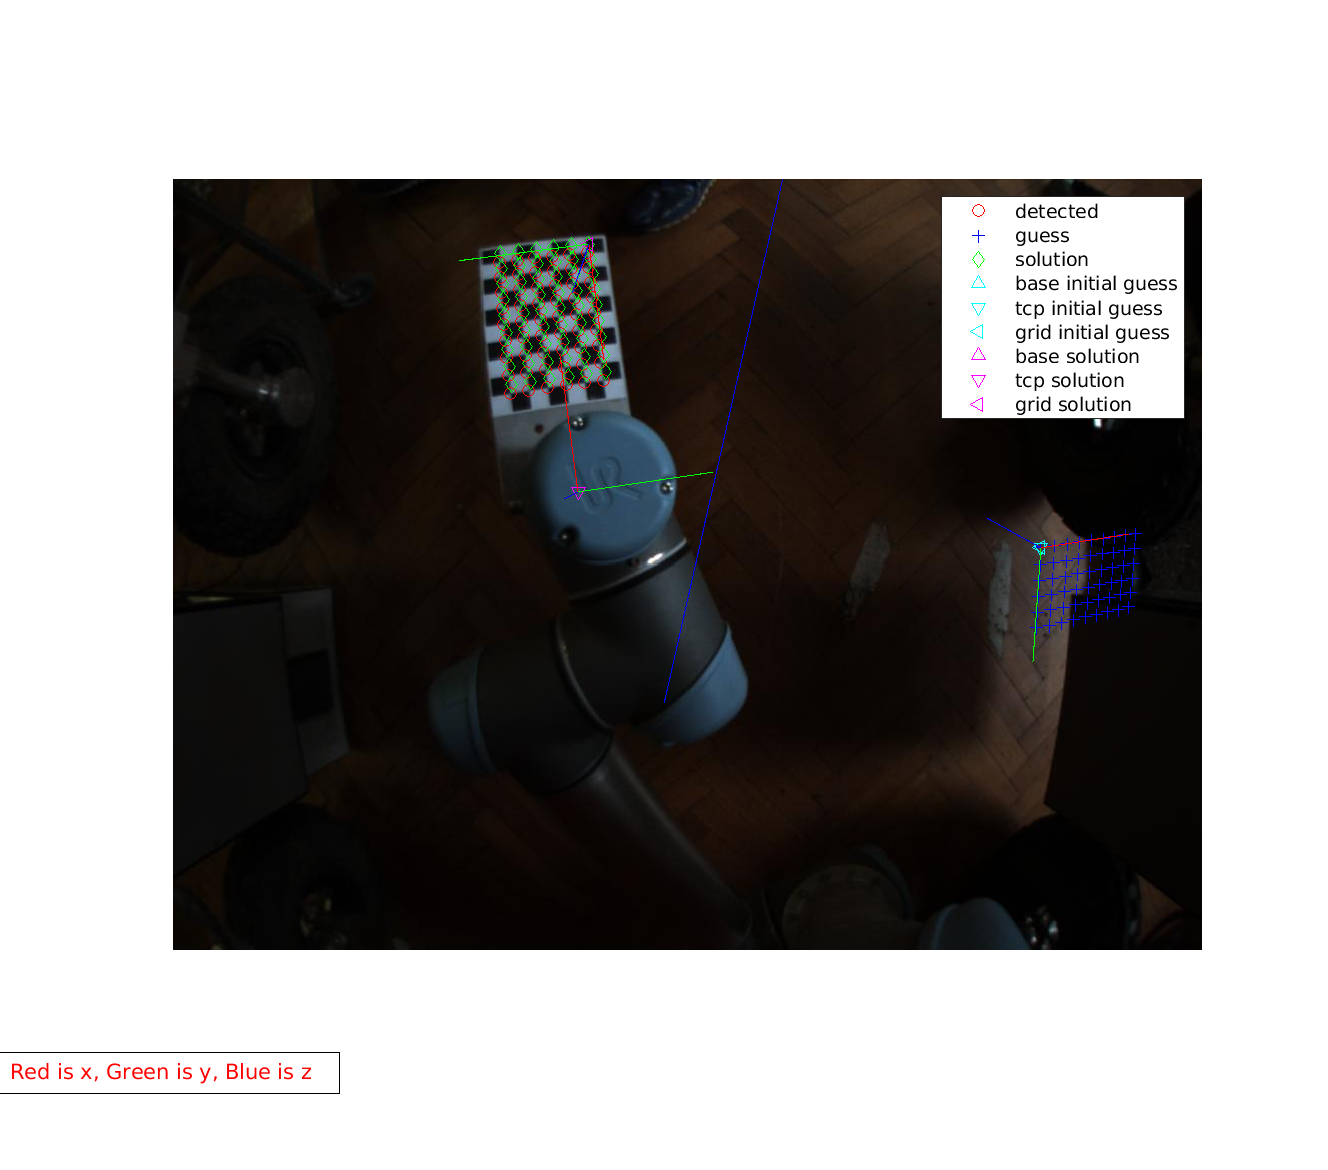 detected
guess
solution
base initial guess
tcp initial guess
grid initial guess
base solution
tcp solution
grid solution
UR
Red is x, Green is y, Blue is z